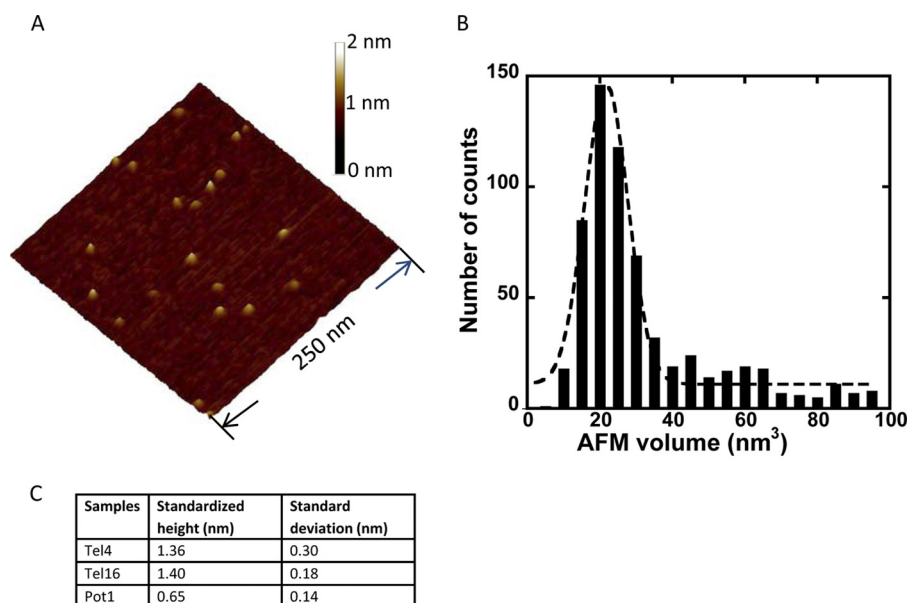 A
2 nm
1 nm
0 nm
250 nm
B
Number of counts
150
100
50
0
0 20 40 60 80 100
AFM volume (nm³)
C
Samples Standardized height (nm) Standard deviation (nm)
Tel4 1.36 0.30
Tel16 1.40 0.18
Pot1 0.65 0.14